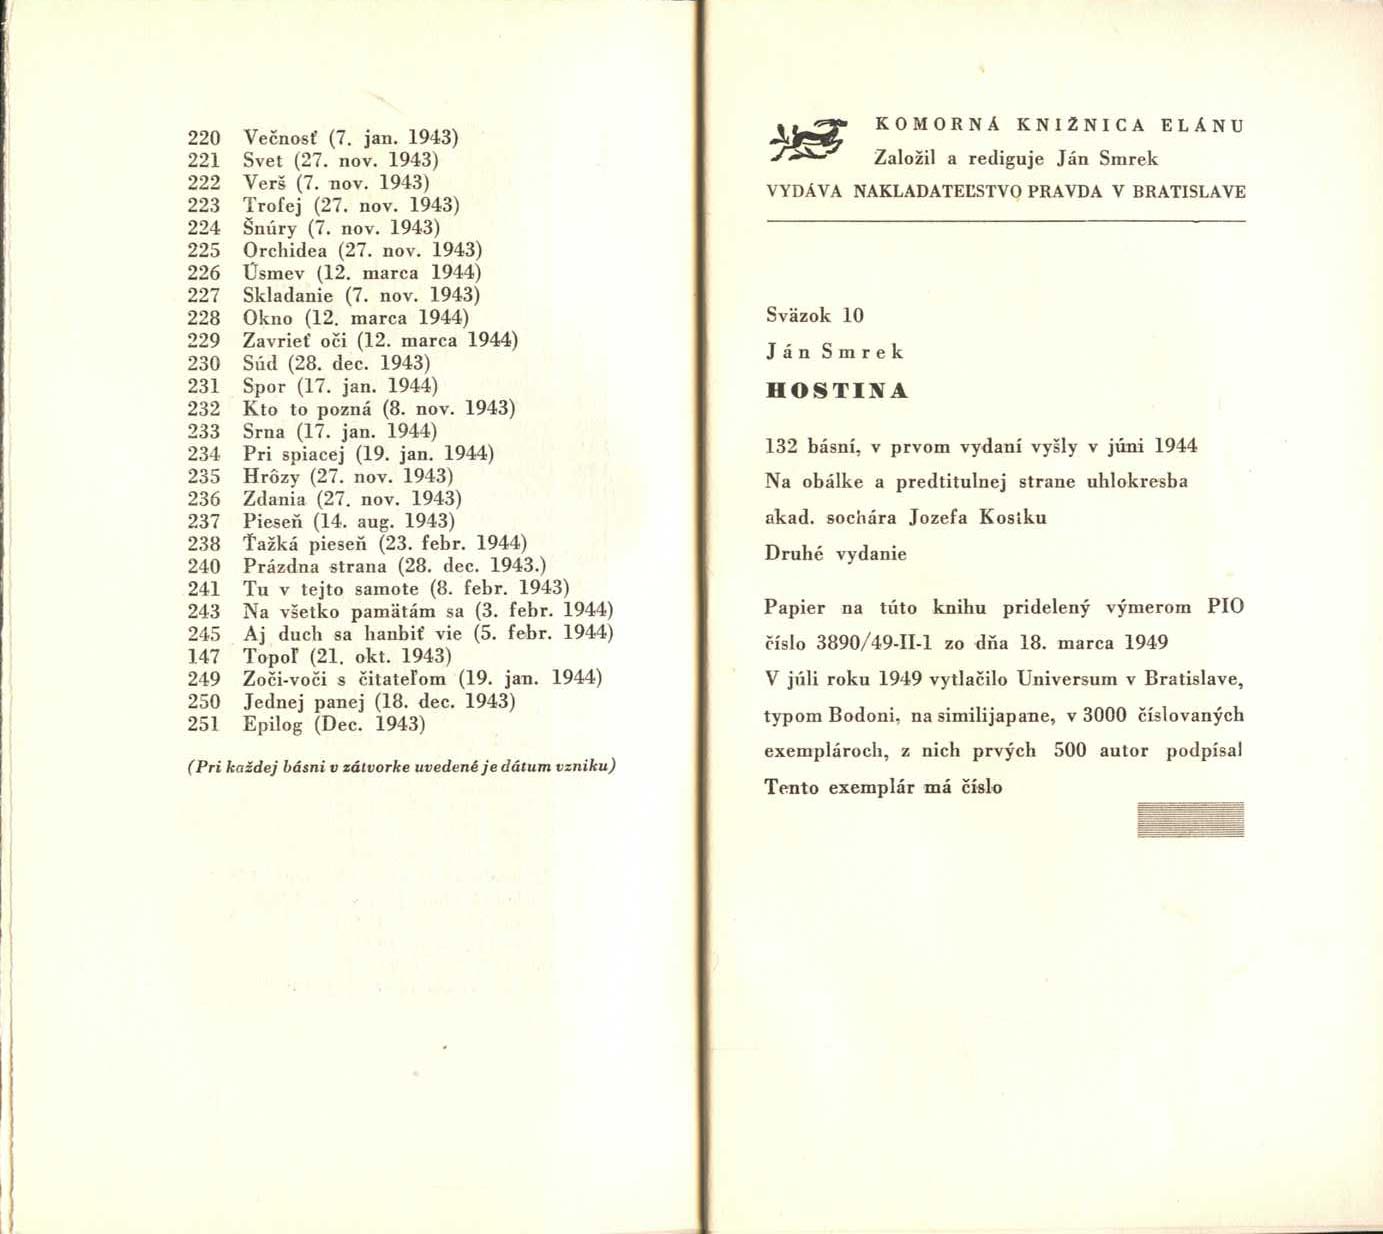 220 Večnosť (7. jan. 1943)
221 Svet (27. nov. 1943)
222 Verš (7. nov. 1943)
223 Trofej (27. nov. 1943)
224 Šnúry (7. nov. 1943)
225 Orchidea (27. nov. 1943)
226 Úsmev (12. marca 1944)
227 Skladanie (7. nov. 1943)
228 Okno (12. marca 1944)
229 Zavrieť oči (12. marca 1944)
230 Súd (28. dec. 1943)
231 Spor (17. jan. 1944)
232 Kto to pozná (8. nov. 1943)
233 Srna (17. jan. 1944)
234 Pri spiacej (19. jan. 1944)
235 Hrôzy (27. nov. 1943)
236 Zdania (27. nov. 1943)
237 Pieseň (14. aug. 1943)
238 Ťažká pieseň (23. febr. 1944)
240 Prázdna strana (28. dec. 1943.)
241 Tu v tejto samote (8. febr. 1943)
243 Na všetko pamätám sa (3. febr. 1944)
245 Aj duch sa hanbiť vie (5. febr. 1944)
147 Topoľ (21. okt. 1943)
249 Zoči-voči s čitateľom (19. jan. 1944)
250 Jednej panej (18. dec. 1943)
251 Epilog (Dec. 1943)
(Pri každej básni v zátvorke uvedené je dátum vzniku)
KOMORNÁ KNIŽNICA ELÁNU
Založil a rediguje Ján Smrek
VYDÁVA NAKLADATEĽSTVO PRAVDA V BRATISLAVE
Sväzok 10
Ján Smrek
HOSTINA
132 básní, v prvom vydaní vyšly v júni 1944
Na obálke a predtitulnej strane uhlokresba
akad. sochára Jozefa Kostku
Druhé vydanie
Papier na túto knihu pridelený výmerom PIO
číslo 3890/49-II-1 zo dňa 18. marca 1949
V júli roku 1949 vytlačilo Universum v Bratislave,
typom Bodoni, na similijapane, v 3000 číslovaných
exemplároch, z nich prvých 500 autor podpísal
Tento exemplár má číslo